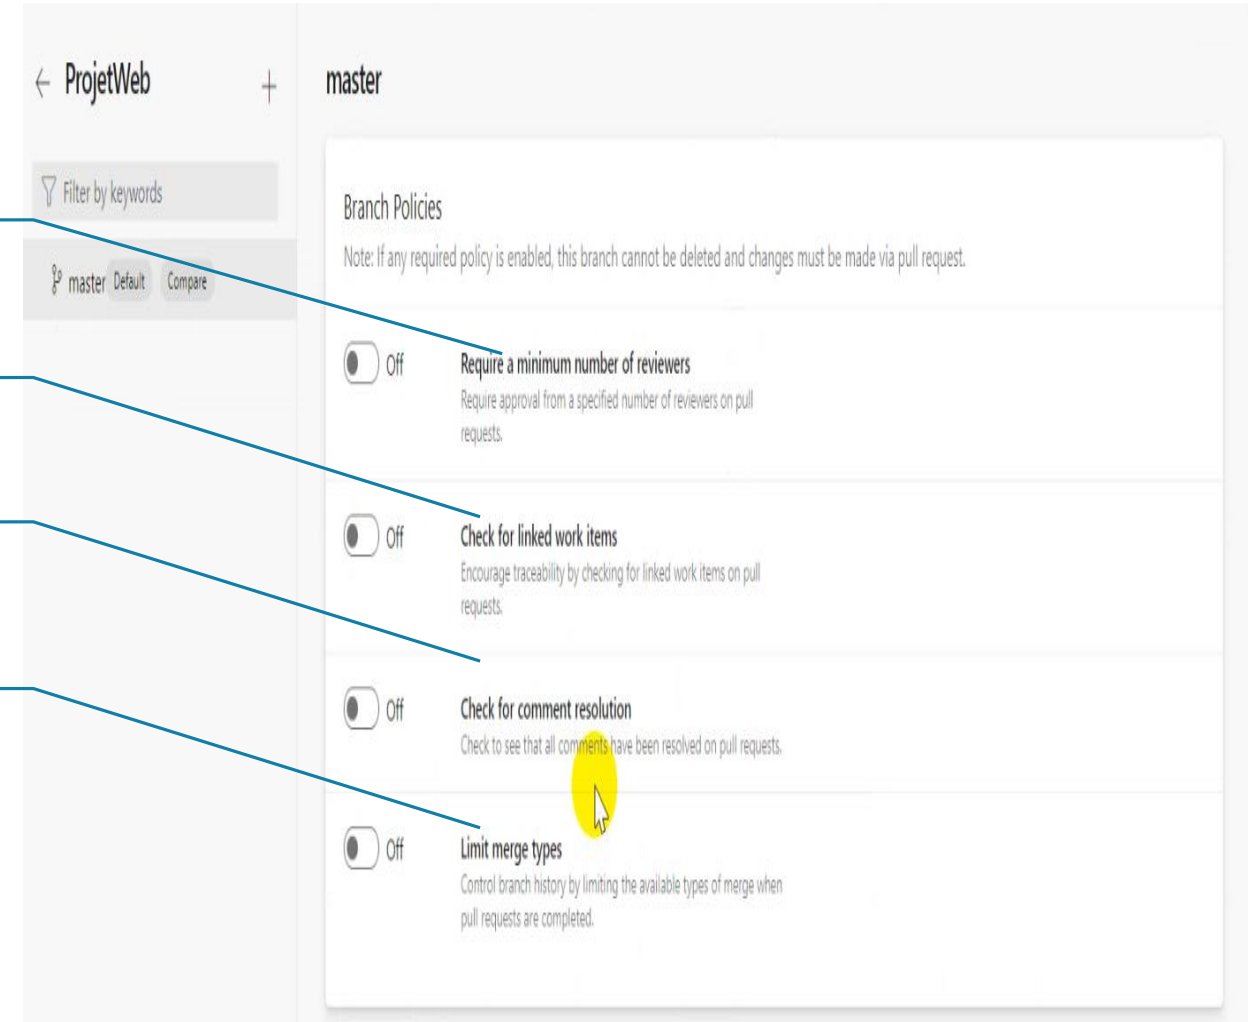 ProjetWeb
master
Filter by keywords
master Default Compare
Branch Policies
Note: If any required policy is enabled, this branch cannot be deleted and changes must be made via pull request.
Off
Require a minimum number of reviewers
Require approval from a specified number of reviewers on pull
requests.
Off
Check for linked work items
Encourage traceability by checking for linked work items on pull
requests.
Off
Check for comment resolution
Check to see that all comments have been resolved on pull requests.
Off
Limit merge types
Control branch history by limiting the available types of merge when
pull requests are completed.